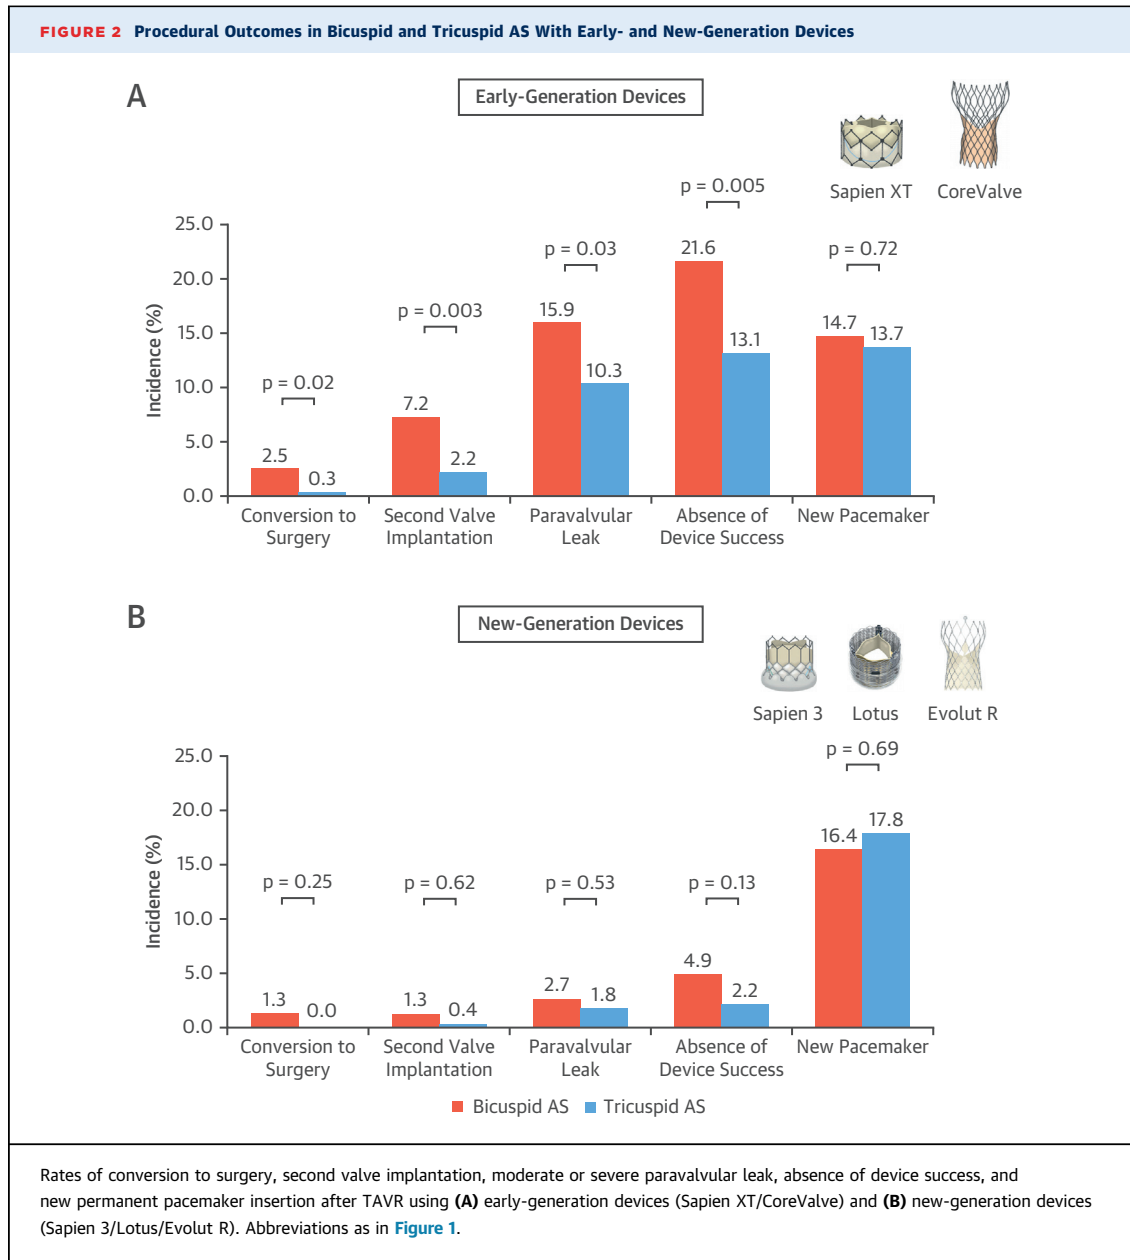 FIGURE 2 Procedural Outcomes in Bicuspid and Tricuspid AS With Early- and New-Generation Devices
A
Early-Generation Devices
Sapien XT
CoreValve
Incidence (%)
25.0
20.0
15.0
10.0
5.0
0.0
p = 0.02
2.5
0.3
p = 0.003
7.2
2.2
p = 0.03
15.9
10.3
p = 0.005
21.6
13.1
p = 0.72
14.7
13.7
Conversion to
Surgery
Second Valve
Implantation
Paravalvular
Leak
Absence of
Device Success
New Pacemaker
B
New-Generation Devices
Sapien 3
Lotus
Evolut R
Incidence (%)
25.0
20.0
15.0
10.0
5.0
0.0
p = 0.25
1.3
0.0
p = 0.62
1.3
0.4
p = 0.53
2.7
1.8
p = 0.13
4.9
2.2
p = 0.69
16.4
17.8
Conversion to
Surgery
Second Valve
Implantation
Paravalvular
Leak
Absence of
Device Success
New Pacemaker
Bicuspid AS
Tricuspid AS
Rates of conversion to surgery, second valve implantation, moderate or severe paravalvular leak, absence of device success, and
new permanent pacemaker insertion after TAVR using (A) early-generation devices (Sapien XT/CoreValve) and (B) new-generation devices
(Sapien 3/Lotus/Evolut R). Abbreviations as in Figure 1.